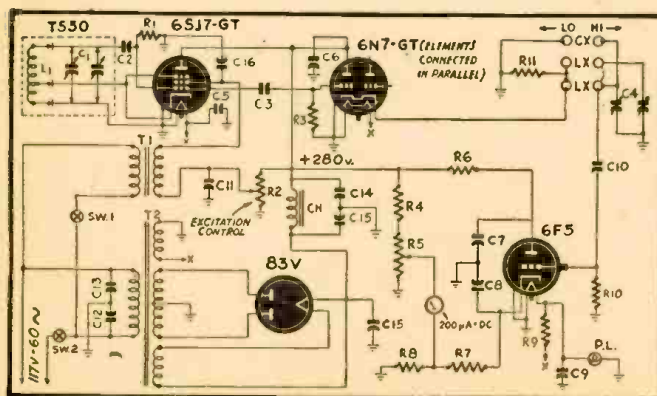 TS30
R1
6SJ7-GT
C1
C2
L1
C16
C5
C3
X
C6
6N7-GT (ELEMENTS
CONNECTED
IN PARALLEL)
R3
X
LO HI
CX
LX
LX
R11
C4
C10
T1
C11
R2
EXCITATION
CONTROL
+280v.
R6
CH
C14
C15
R4
R5
C7
C8
6F5
R10
SW.1
T2
X
83V
C15
200μA-DC
R9
X
P.L.
C9
C13
C12
117V-60~
SW.2
R8
R7